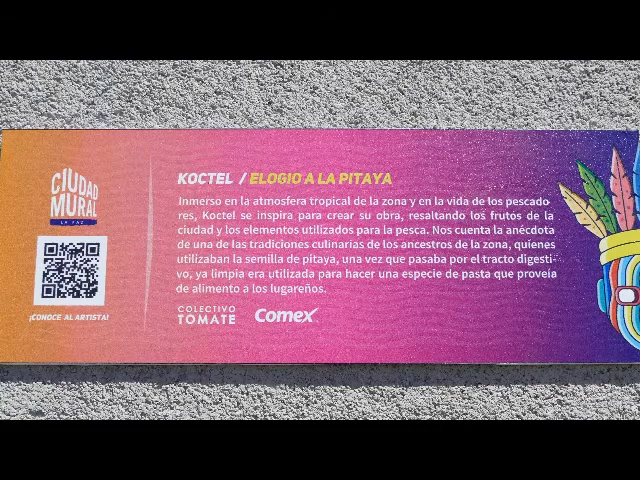 CIUDAD
MURAL
LA PAZ
¡CONOCE AL ARTISTA!
KOCTEL / ELOGIO A LA PITAYA
Inmerso en la atmosfera tropical de la zona y en la vida de los pescado-
res, Koctel se inspira para crear su obra, resaltando los frutos de la
ciudad y los elementos utilizados para la pesca. Nos cuenta la anécdota
de una de las tradiciones culinarias de los ancestros de la zona, quienes
utilizaban la semilla de pitaya, una vez que pasaba por el tracto digesti-
vo, ya limpia era utilizada para hacer una especie de pasta que proveía
de alimento a los lugareños.
COLECTIVO
TOMATE
Comex